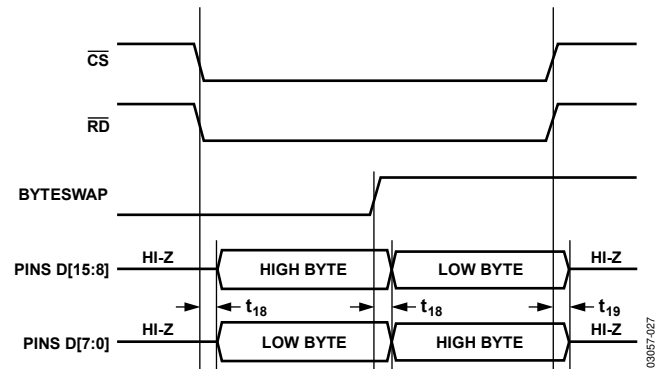 CS
RD
BYTESWAP
PINS D[15:8] HI-Z HIGH BYTE LOW BYTE HI-Z
t18 t18 t19
PINS D[7:0] HI-Z LOW BYTE HIGH BYTE HI-Z
03057-027